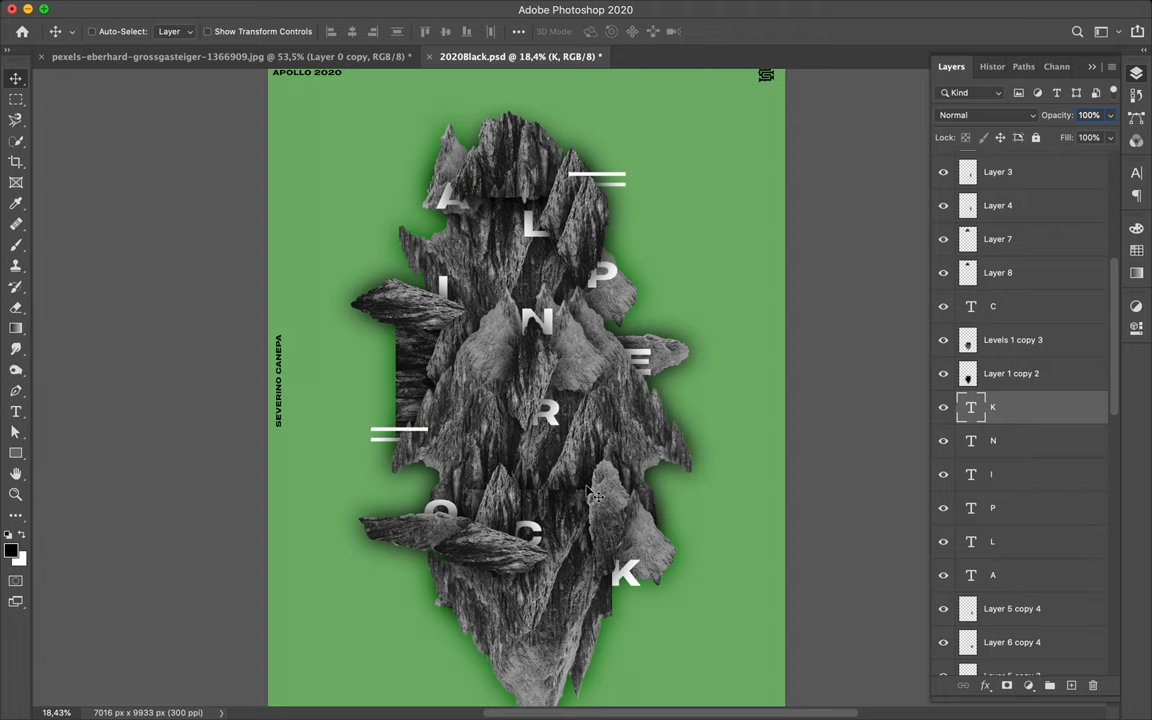 Adobe Photoshop 2020
Auto-Select:
Layer
Show Transform Controls
3D Mode:
pexels-eberhard-grossgasteiger-1366909.jpg @ 53,5% (Layer 0 copy, RGB/8) *
2020Black.psd @ 18,4% (K, RGB/8) *
APOLLO 2020
SEVERINO CANEPA
A
L
P
I
N
E
R
O
C
K
Layers
Histor
Paths
Chann
Kind
Normal
Opacity:
100%
Lock:
Fill:
100%
Layer 3
Layer 4
Layer 7
Layer 8
C
Levels 1 copy 3
Layer 1 copy 2
K
N
I
P
L
A
Layer 5 copy 4
Layer 6 copy 4
18,43%
7016 px x 9933 px (300 ppi)